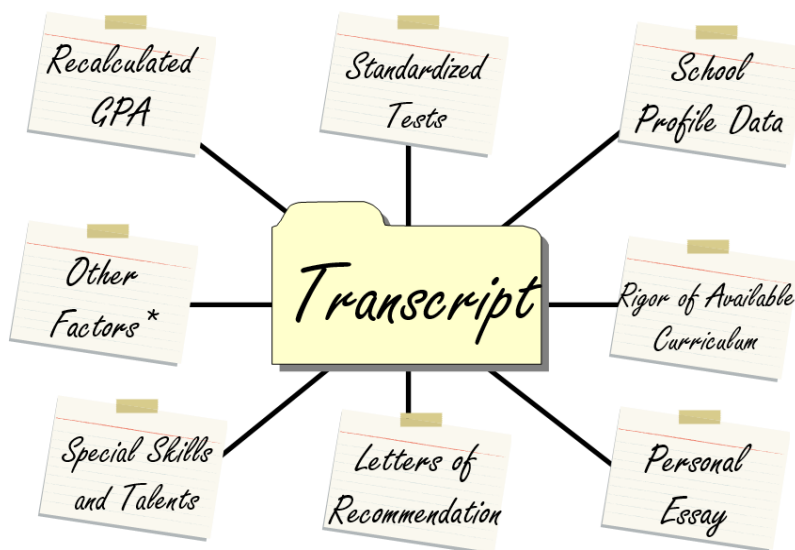 Recalculated
GPA
Standardized
Tests
School
Profile Data
Other
Factors*
Transcript
Rigor of Available
Curriculum
Special Skills
and Talents
Letters of
Recommendation
Personal
Essay